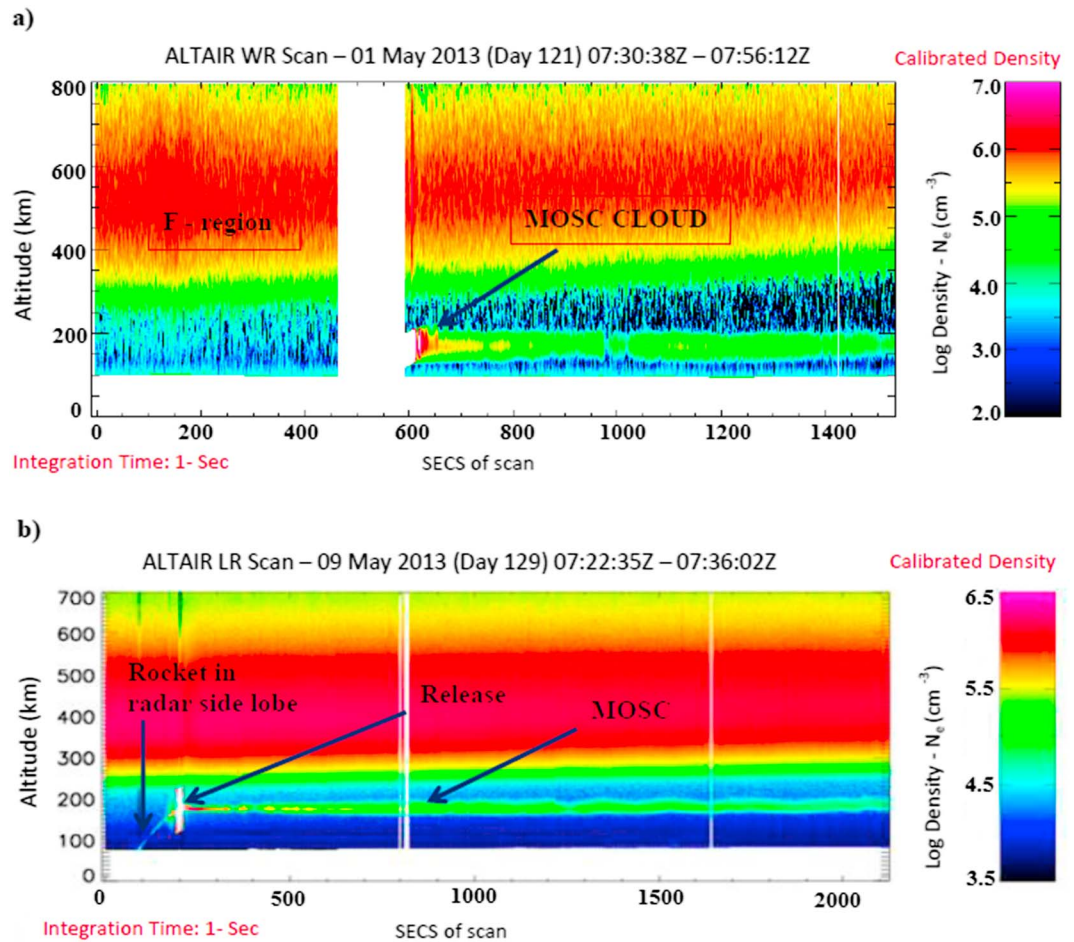 a)
ALTAIR WR Scan – 01 May 2013 (Day 121) 07:30:38Z – 07:56:12Z
Calibrated Density
800
600
400
200
0
Altitude (km)
F - region
MOSC CLOUD
0 200 400 600 800 1000 1200 1400
Integration Time: 1- Sec
SECS of scan
7.0
6.0
5.0
4.0
3.0
2.0
Log Density - Ne (cm -3)
b)
ALTAIR LR Scan – 09 May 2013 (Day 129) 07:22:35Z – 07:36:02Z
Calibrated Density
700
600
500
400
300
200
100
0
Altitude (km)
Rocket in
radar side lobe
Release
MOSC
0 500 1000 1500 2000
Integration Time: 1- Sec
SECS of scan
6.5
5.5
4.5
3.5
Log Density - Ne (cm -3)